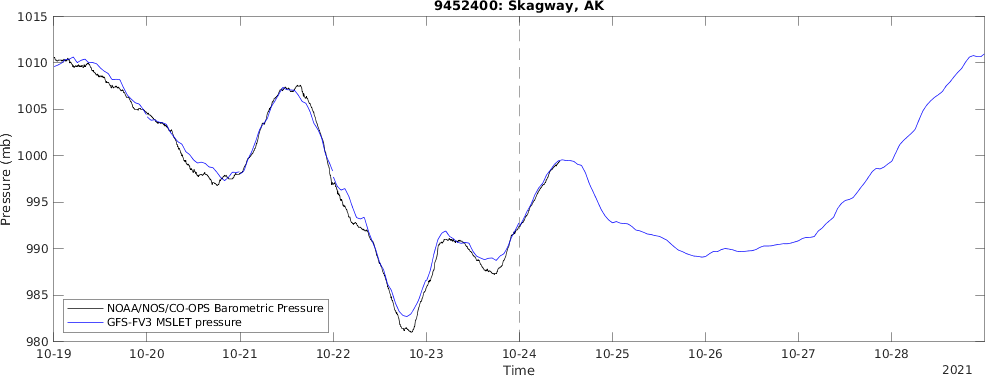 9452400: Skagway, AK
1015
1010
1005
1000
995
990
985
980
Pressure (mb)
NOAA/NOS/CO-OPS Barometric Pressure
GFS-FV3 MSLET pressure
10-19 10-20 10-21 10-22 10-23 10-24 10-25 10-26 10-27 10-28
Time
2021